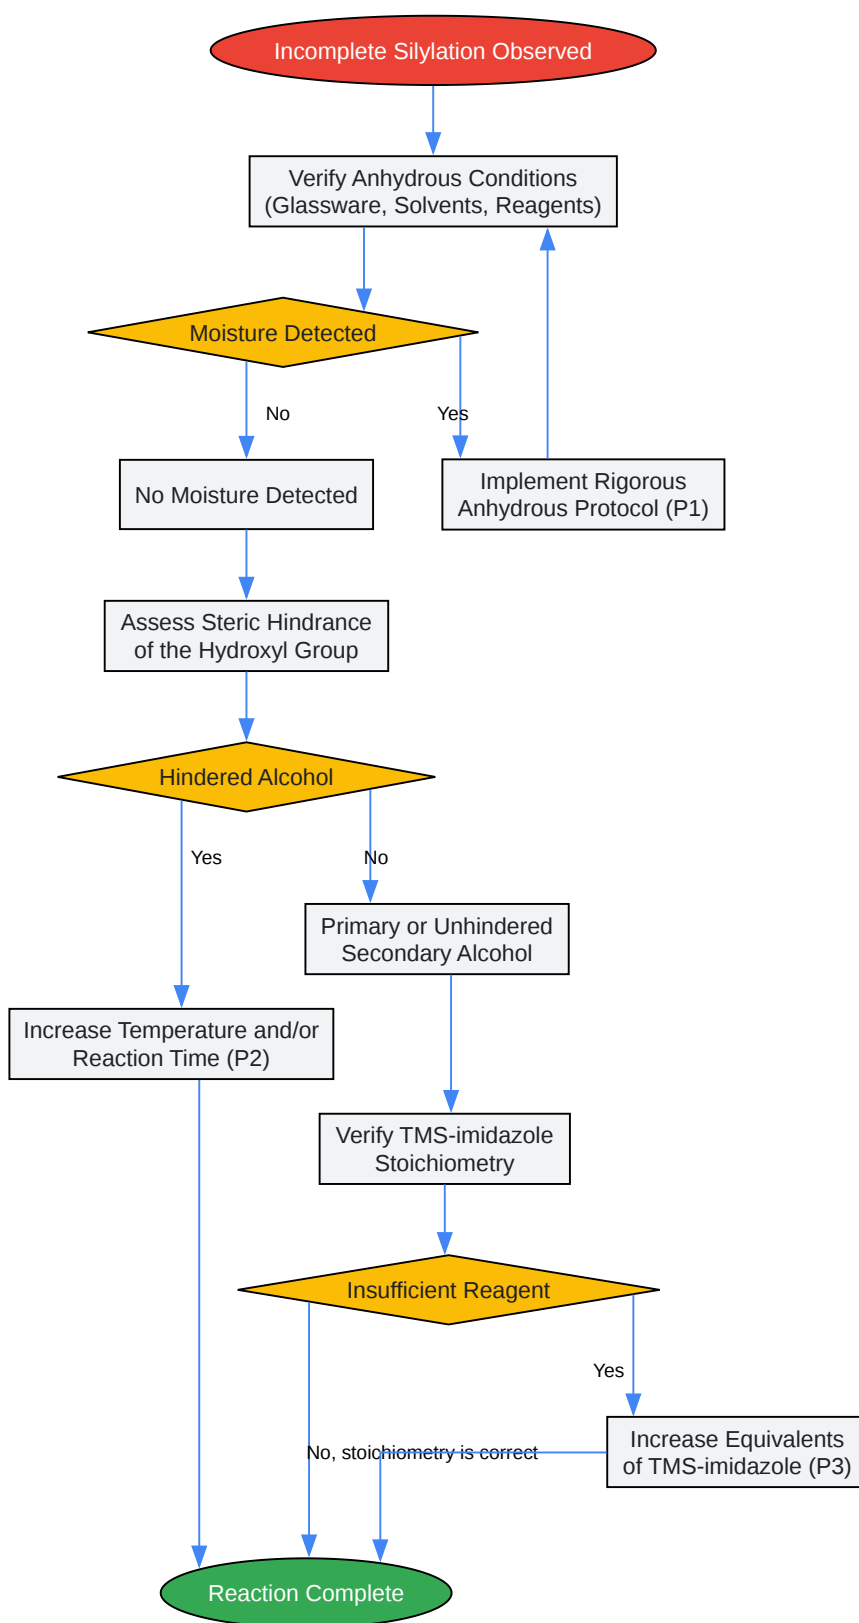 Incomplete Silylation Observed
Verify Anhydrous Conditions
(Glassware, Solvents, Reagents)
Moisture Detected
No
Yes
No Moisture Detected
Implement Rigorous
Anhydrous Protocol (P1)
Assess Steric Hindrance
of the Hydroxyl Group
Hindered Alcohol
Yes
No
Primary or Unhindered
Secondary Alcohol
Increase Temperature and/or
Reaction Time (P2)
Verify TMS-imidazole
Stoichiometry
Insufficient Reagent
Yes
No, stoichiometry is correct
Increase Equivalents
of TMS-imidazole (P3)
Reaction Complete